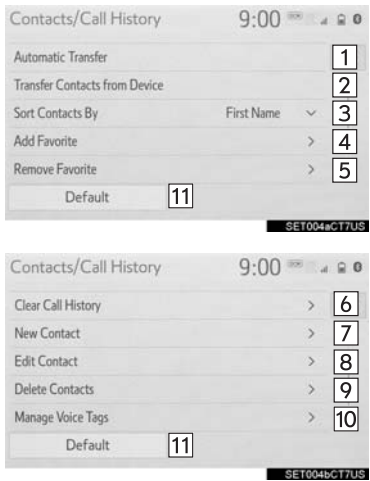 Contacts/Call History 9:00
Automatic Transfer 1
Transfer Contacts from Device 2
Sort Contacts By First Name 3
Add Favorite > 4
Remove Favorite > 5
Default 11
SET004aCT7US
Contacts/Call History 9:00
Clear Call History > 6
New Contact > 7
Edit Contact > 8
Delete Contacts > 9
Manage Voice Tags > 10
Default 11
SET004bCT7US